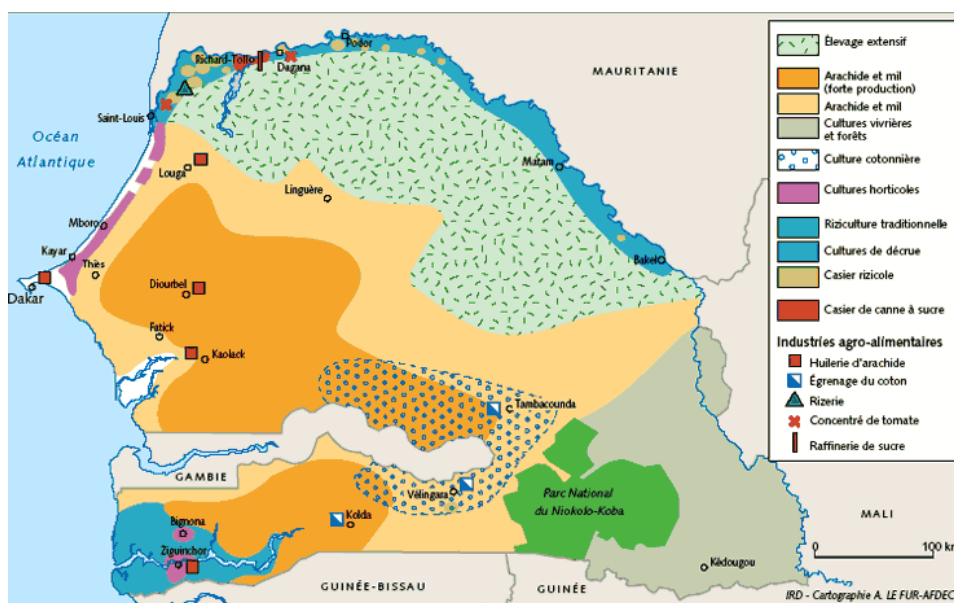 Podor
Richard-Toll
Dagana
MAURITANIE
Saint-Louis
Océan
Atlantique
Louga
Matam
Linguère
Mboro
Kayar
Thiès
Bakel
Dakar
Diourbel
Fatick
Kaolack
Tambacounda
GAMBIE
Vélingara
Parc National
du Niokolo-Koba
Kolda
Bignona
Ziguinchor
Kédougou
MALI
GUINÉE-BISSAU
GUINÉE
Élevage extensif
Arachide et mil
(forte production)
Arachide et mil
Cultures vivrières
et forêts
Culture cotonnière
Cultures horticoles
Riziculture traditionnelle
Cultures de décrue
Casier rizicole
Casier de canne à sucre
Industries agro-alimentaires
Huilerie d'arachide
Égrenage du coton
Rizerie
Concentré de tomate
Raffinerie de sucre
0 100 km
IRD - Cartographie A. LE FUR-AFDEC